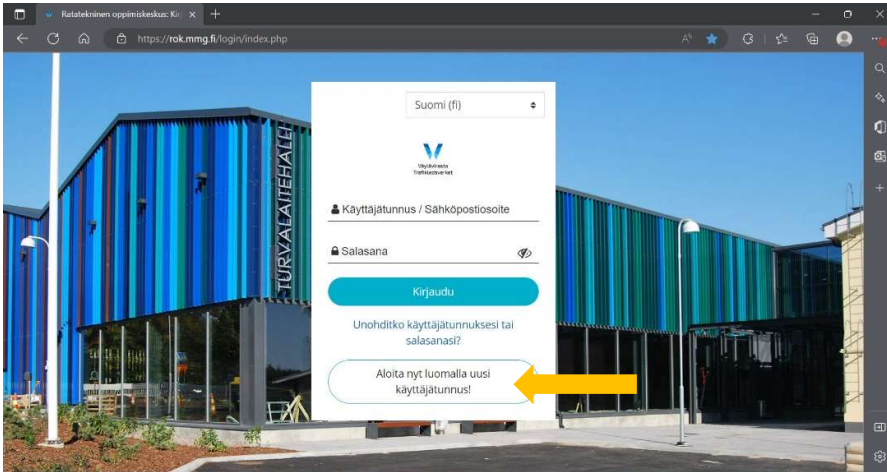 Ratatekninen oppimiskeskus: Kirj
https://rok.mmg.fi/login/index.php
Suomi (fi)
Väylävirasto
Trafikledsverket
TURVALAITEHALLI
Käyttäjätunnus / Sähköpostiosoite
Salasana
Kirjaudu
Unohditko käyttäjätunnuksesi tai
salasanasi?
Aloita nyt luomalla uusi
käyttäjätunnus!